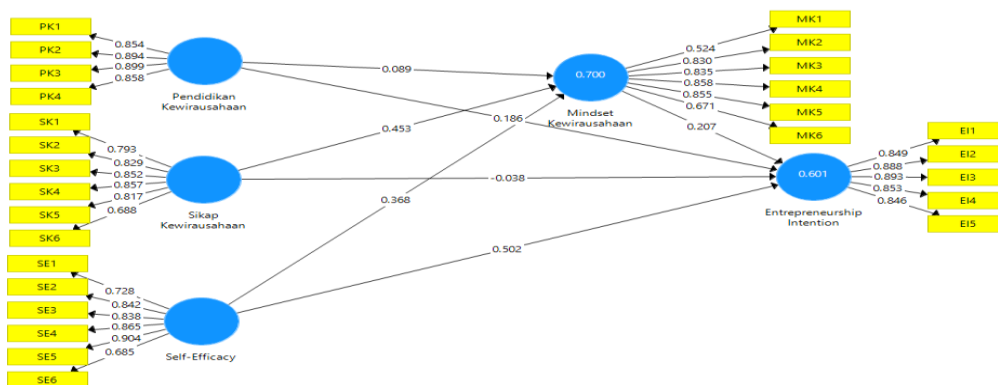 PK1
PK2
PK3
PK4
0.854
0.894
0.899
0.858
Pendidikan
Kewirausahaan
SK1
SK2
SK3
SK4
SK5
SK6
0.793
0.829
0.852
0.857
0.817
0.688
Sikap
Kewirausahaan
SE1
SE2
SE3
SE4
SE5
SE6
0.728
0.842
0.838
0.865
0.904
0.685
Self-Efficacy
0.089
0.186
0.453
-0.038
0.368
0.502
0.700
Mindset
Kewirausahaan
0.207
0.524
0.830
0.835
0.858
0.855
0.671
MK1
MK2
MK3
MK4
MK5
MK6
0.601
Entrepreneurship
Intention
0.849
0.888
0.893
0.853
0.846
EI1
EI2
EI3
EI4
EI5